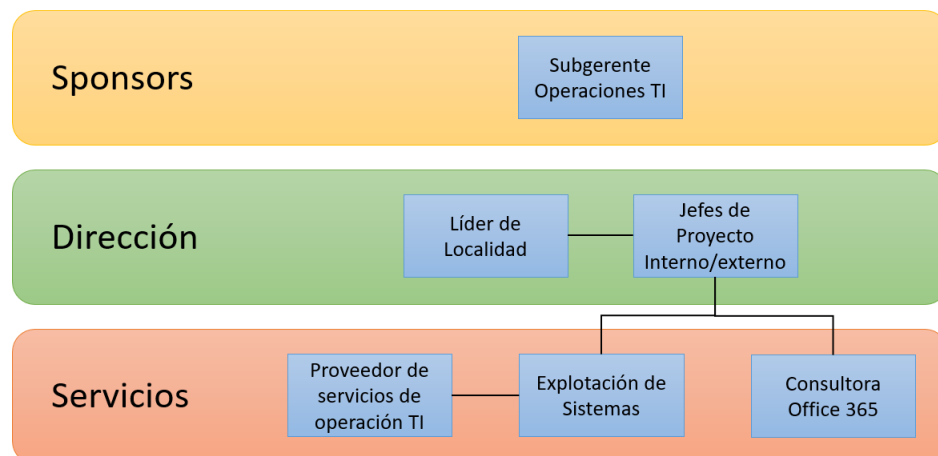 Sponsors
Subgerente
Operaciones TI
Dirección
Líder de
Localidad
Jefes de
Proyecto
Interno/externo
Servicios
Proveedor de
servicios de
operación TI
Explotación de
Sistemas
Consultora
Office 365